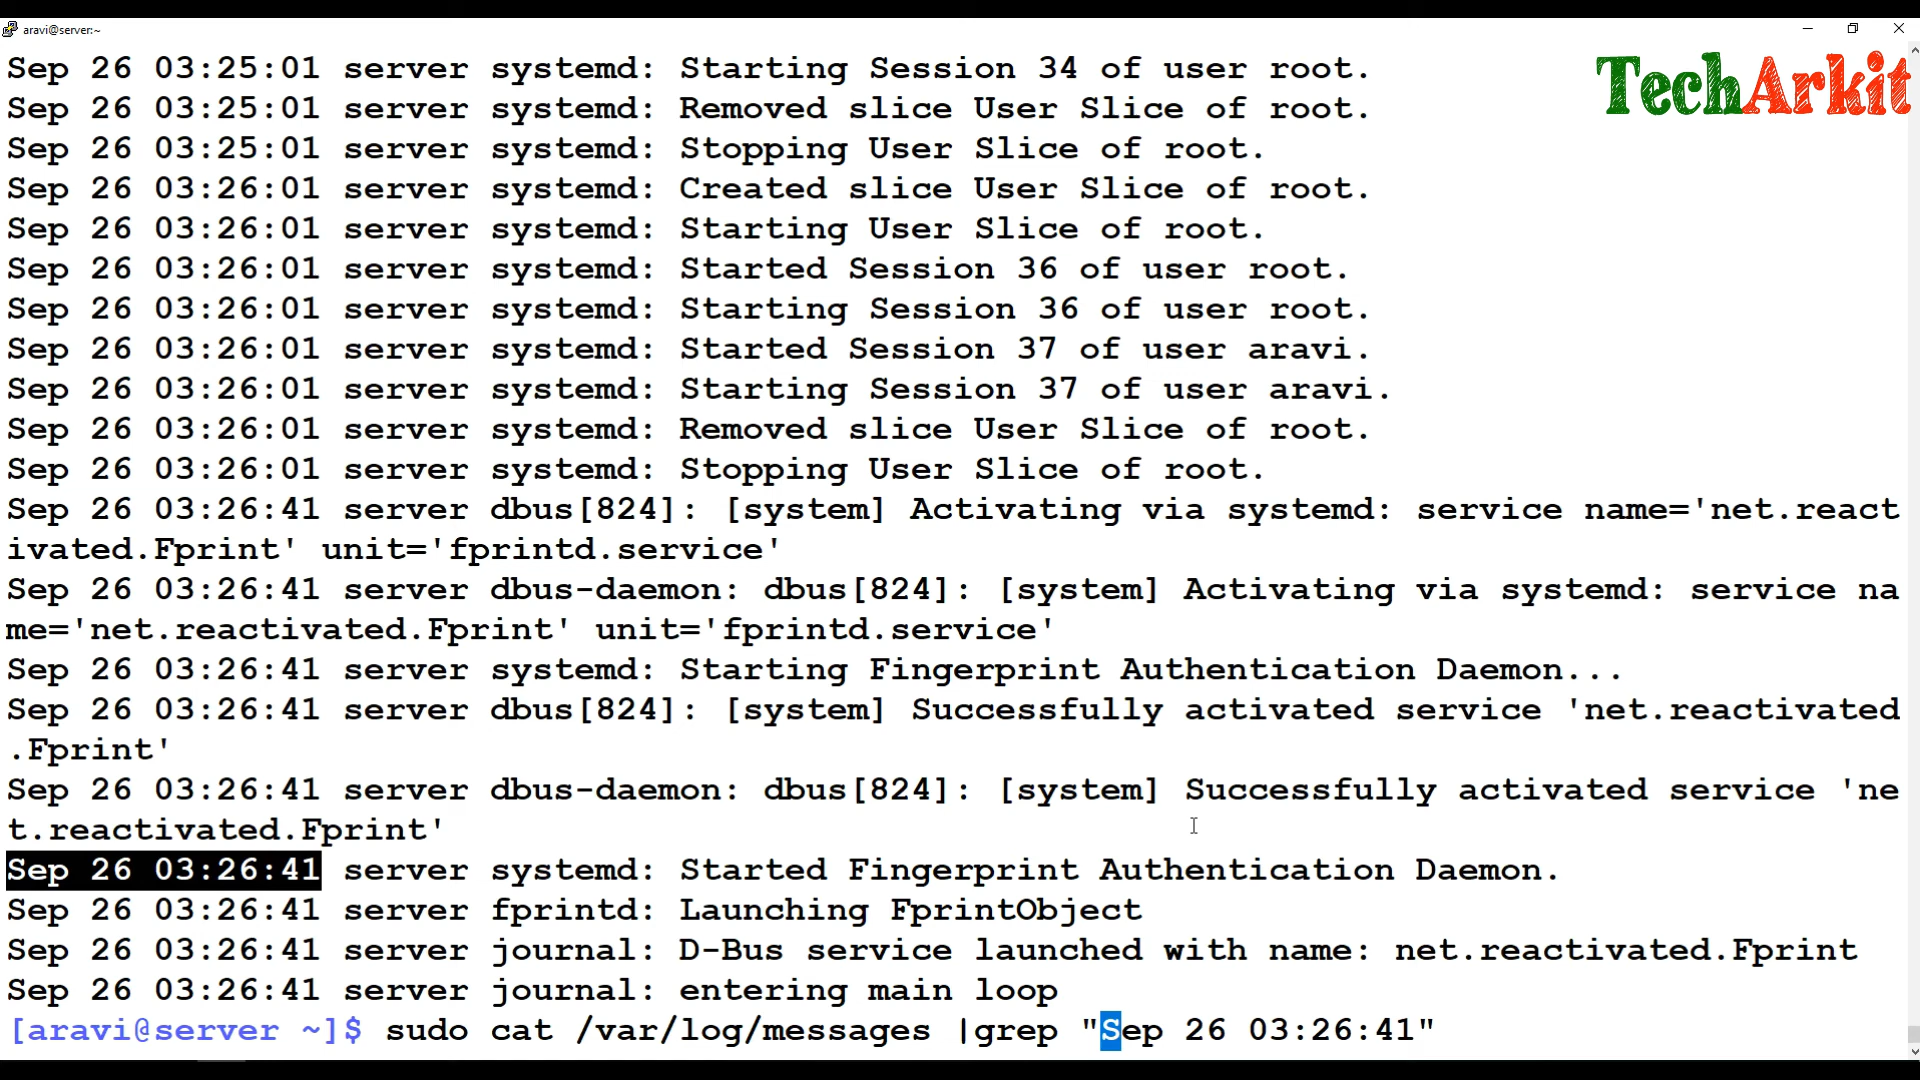 aravi@server:~
TechArkit
Sep 26 03:25:01 server systemd: Starting Session 34 of user root.
Sep 26 03:25:01 server systemd: Removed slice User Slice of root.
Sep 26 03:25:01 server systemd: Stopping User Slice of root.
Sep 26 03:26:01 server systemd: Created slice User Slice of root.
Sep 26 03:26:01 server systemd: Starting User Slice of root.
Sep 26 03:26:01 server systemd: Started Session 36 of user root.
Sep 26 03:26:01 server systemd: Starting Session 36 of user root.
Sep 26 03:26:01 server systemd: Started Session 37 of user aravi.
Sep 26 03:26:01 server systemd: Starting Session 37 of user aravi.
Sep 26 03:26:01 server systemd: Removed slice User Slice of root.
Sep 26 03:26:01 server systemd: Stopping User Slice of root.
Sep 26 03:26:41 server dbus[824]: [system] Activating via systemd: service name='net.react
ivated.Fprint' unit='fprintd.service'
Sep 26 03:26:41 server dbus-daemon: dbus[824]: [system] Activating via systemd: service na
me='net.reactivated.Fprint' unit='fprintd.service'
Sep 26 03:26:41 server systemd: Starting Fingerprint Authentication Daemon...
Sep 26 03:26:41 server dbus[824]: [system] Successfully activated service 'net.reactivated
.Fprint'
Sep 26 03:26:41 server dbus-daemon: dbus[824]: [system] Successfully activated service 'ne
t.reactivated.Fprint'
Sep 26 03:26:41 server systemd: Started Fingerprint Authentication Daemon.
Sep 26 03:26:41 server fprintd: Launching FprintObject
Sep 26 03:26:41 server journal: D-Bus service launched with name: net.reactivated.Fprint
Sep 26 03:26:41 server journal: entering main loop
[aravi@server ~]$ sudo cat /var/log/messages |grep "Sep 26 03:26:41"